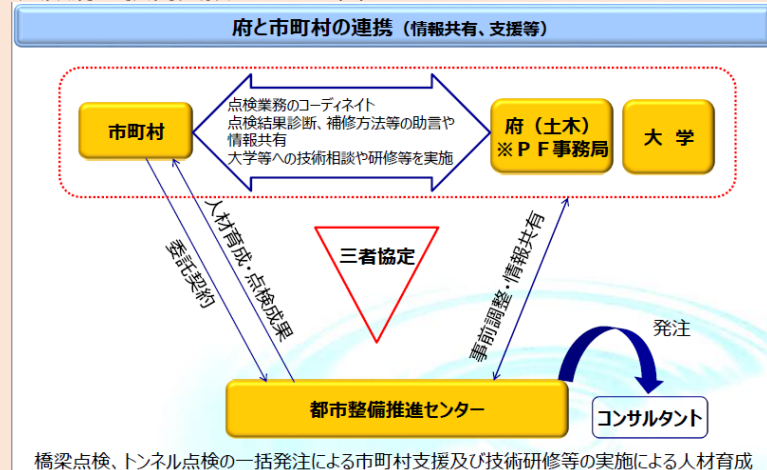 府と市町村の連携（情報共有、支援等）
市町村
点検業務のコーディネイト
点検結果診断、補修方法等の助言や
情報共有
大学等への技術相談や研修等を実施
府（土木）
※ＰＦ事務局
大 学
人材育成・点検成果
委託契約
三者協定
事前調整・情報共有
発注
都市整備推進センター
コンサルタント
橋梁点検、トンネル点検の一括発注による市町村支援及び技術研修等の実施による人材育成